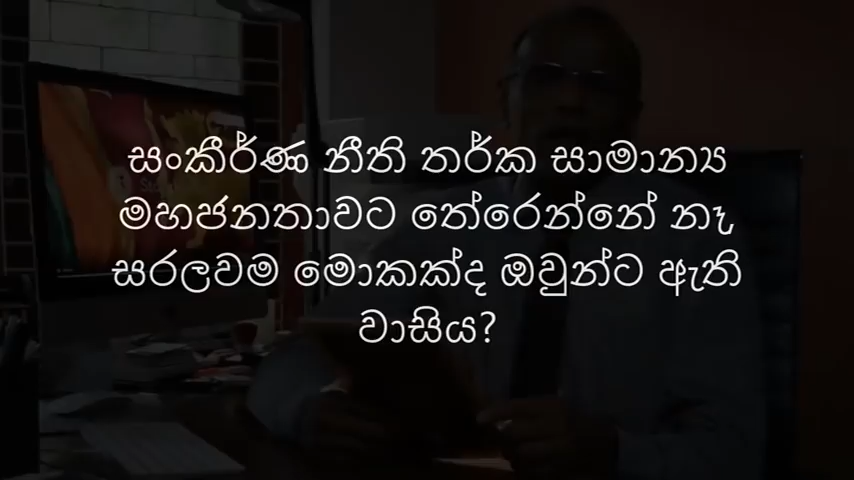 සංකීර්ණ නීති තර්ක සාමාන්‍ය
මහජනතාවට තේරෙන්නේ නෑ,
සරලවම මොකක්ද ඔවුන්ට ඇති
වාසිය?